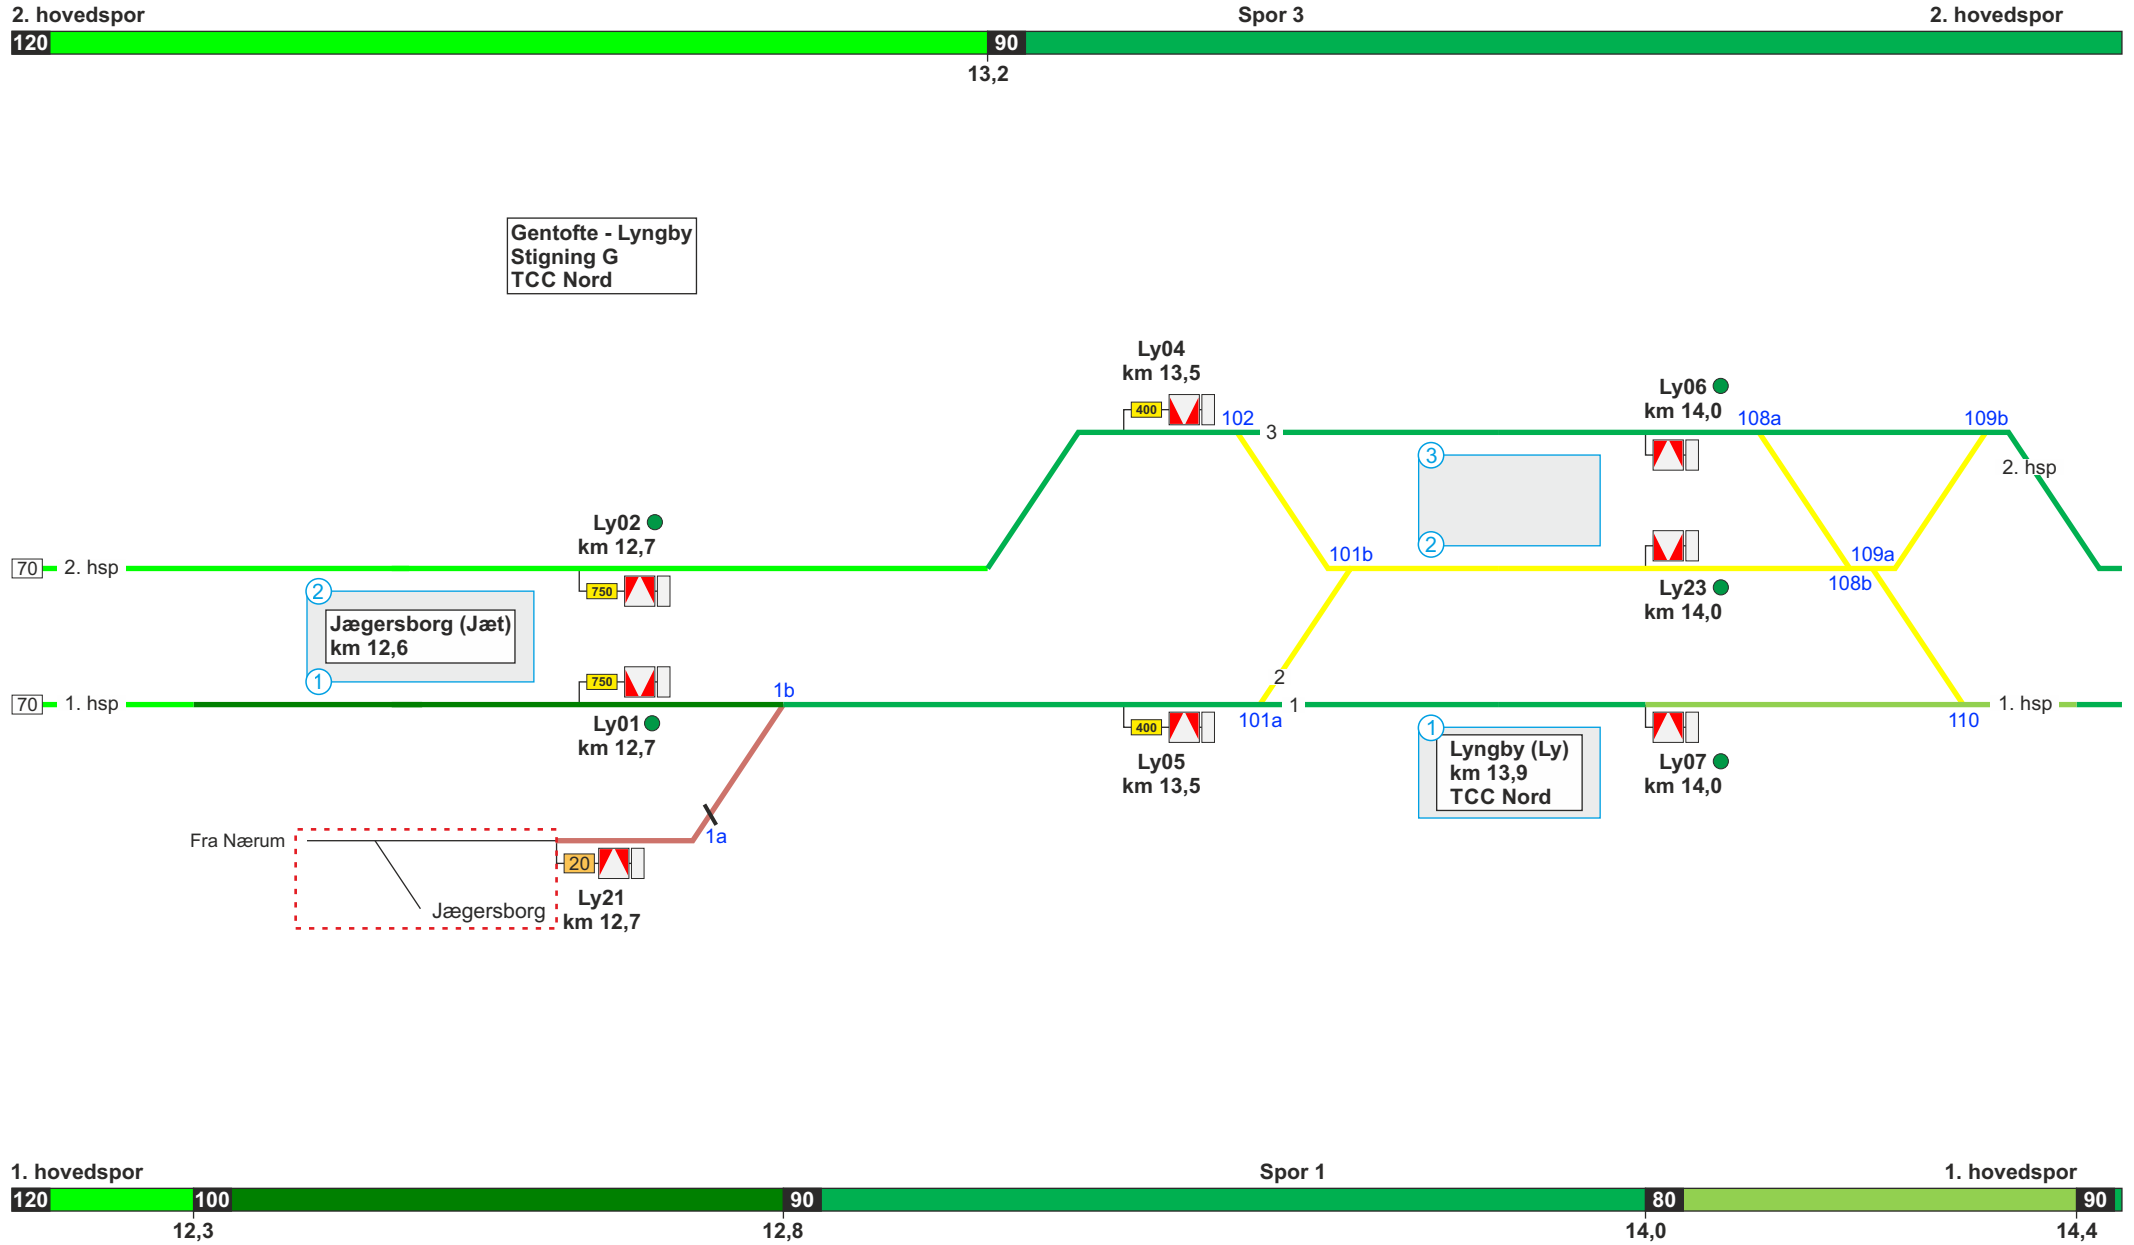 2. hovedspor
Spor 3
2. hovedspor
120
90
13,2
Gentofte - Lyngby
Stigning G
TCC Nord
Ly04
km 13,5
400
102
3
Ly06
km 14,0
108a
109b
3
2. hsp
Ly02
km 12,7
2
101b
109a
70
2. hsp
108b
750
2
Ly23
km 14,0
Jægersborg (Jæt)
km 12,6
1
750
2
1b
70
1. hsp
1
1. hsp
Ly01
km 12,7
101a
110
400
1
Lyngby (Ly)
km 13,9
TCC Nord
Ly05
km 13,5
Ly07
km 14,0
1a
Fra Nærum
20
Jægersborg
Ly21
km 12,7
1. hovedspor
Spor 1
1. hovedspor
120
100
90
80
90
12,3
12,8
14,0
14,4